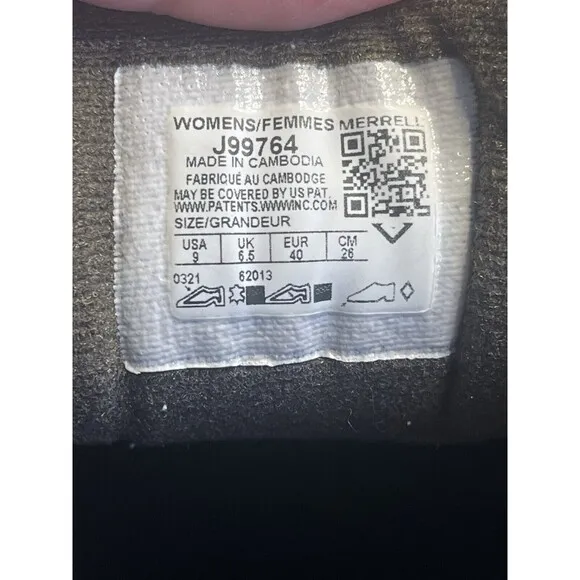 WOMENS/FEMMES MERRELL
J99764
MADE IN CAMBODIA
FABRIQUÉ AU CAMBODGE
MAY BE COVERED BY US PAT.
WWW.PATENTS.WWWINC.COM
SIZE/GRANDEUR
USA UK EUR CM
9 6.5 40 26
0321 62013